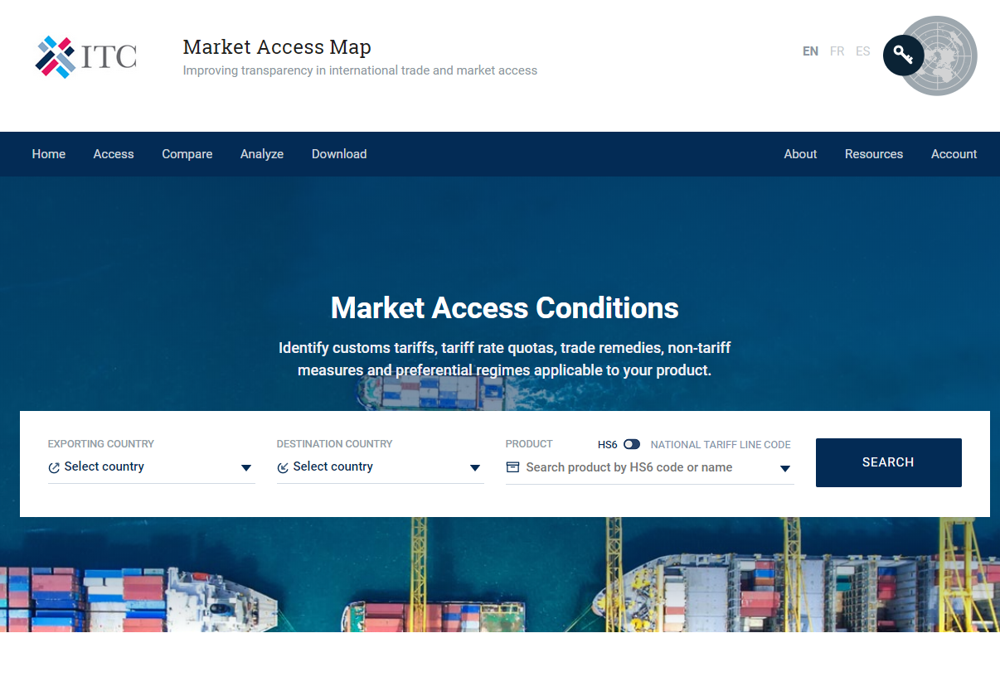 ITC
Market Access Map
Improving transparency in international trade and market access
EN FR ES
Home Access Compare Analyze Download About Resources Account
Market Access Conditions
Identify customs tariffs, tariff rate quotas, trade remedies, non-tariff
measures and preferential regimes applicable to your product.
EXPORTING COUNTRY DESTINATION COUNTRY PRODUCT HS6 NATIONAL TARIFF LINE CODE
Select country Select country Search product by HS6 code or name
SEARCH